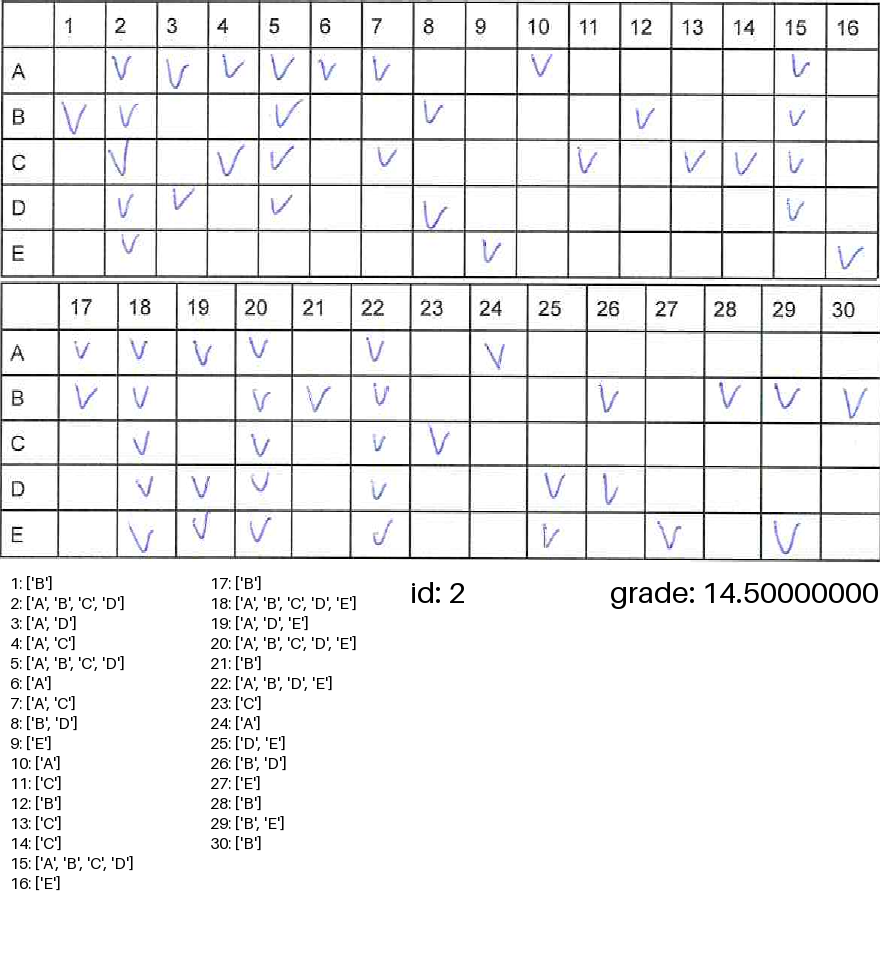 1 2 3 4 5 6 7 8 9 10 11 12 13 14 15 16
A V V V V V V V V
B V V V V V V
C V V V V V V V V
D V V V V V
E V V V
17 18 19 20 21 22 23 24 25 26 27 28 29 30
A V V V V V V
B V V V V V V V V V
C V V V V
D V V V V V V
E V V V V V V V
1: ['B']
2: ['A', 'B', 'C', 'D']
3: ['A', 'D']
4: ['A', 'C']
5: ['A', 'B', 'C', 'D']
6: ['A']
7: ['A', 'C']
8: ['B', 'D']
9: ['E']
10: ['A']
11: ['C']
12: ['B']
13: ['C']
14: ['C']
15: ['A', 'B', 'C', 'D']
16: ['E']
17: ['B']
18: ['A', 'B', 'C', 'D', 'E']
19: ['A', 'D', 'E']
20: ['A', 'B', 'C', 'D', 'E']
21: ['B']
22: ['A', 'B', 'D', 'E']
23: ['C']
24: ['A']
25: ['D', 'E']
26: ['B', 'D']
27: ['E']
28: ['B']
29: ['B', 'E']
30: ['B']
id: 2
grade: 14.50000000